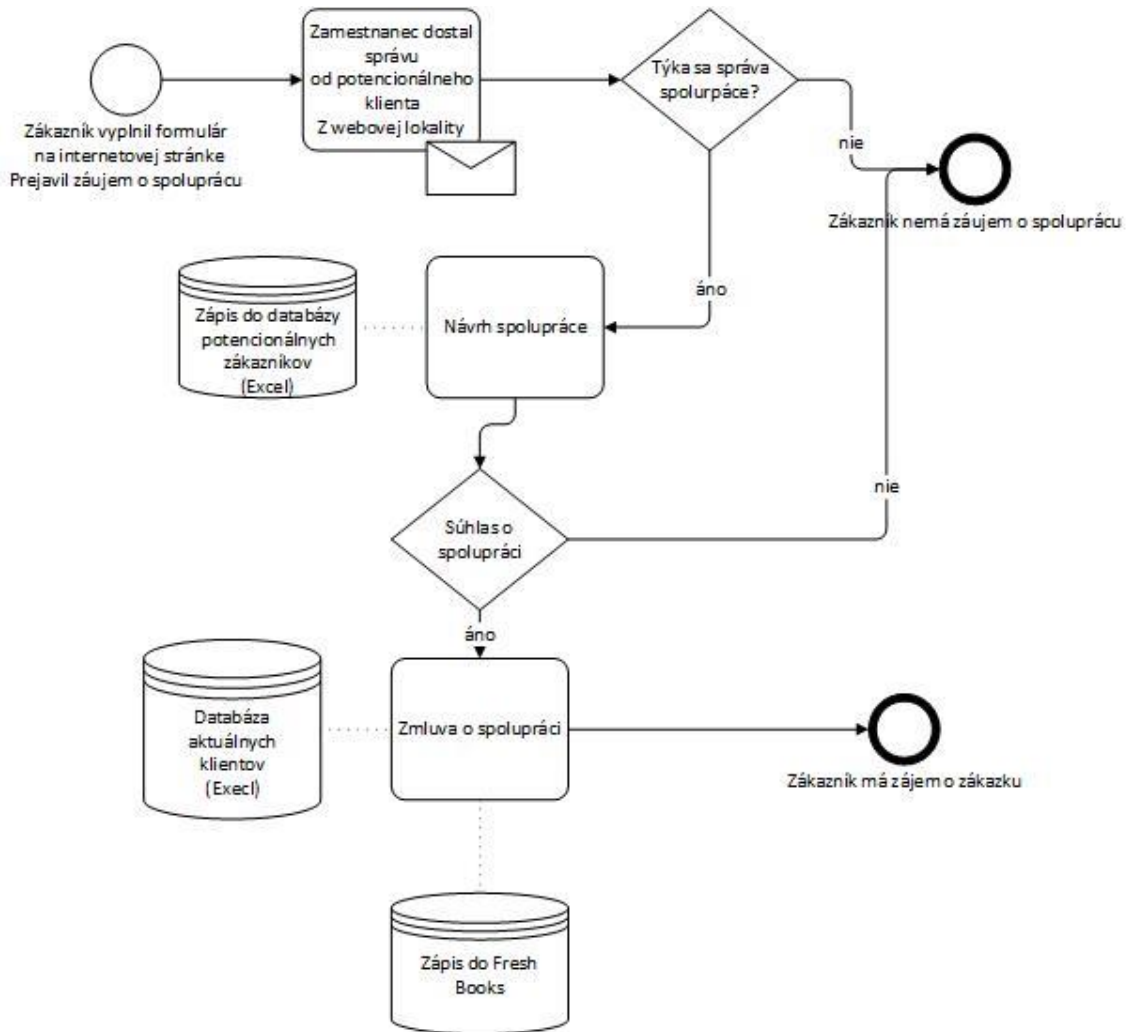 Zamestnanec dostal
správu
od potencionálneho
klienta
Z webovej lokality
Týka sa správa
spolurpáce?
Zákazník vyplnil formulár
na internetovej stránke
Prejavil záujem o spoluprácu
nie
Zákazník nemá záujem o spoluprácu
áno
Zápis do databázy
potencionálnych
zákazníkov
(Excel)
Návrh spolupráce
nie
Súhlas o
spolupráci
áno
Databáza
aktuálnych
klientov
(Execl)
Zmluva o spolupráci
Zákazník má zájem o zákazku
Zápis do Fresh
Books